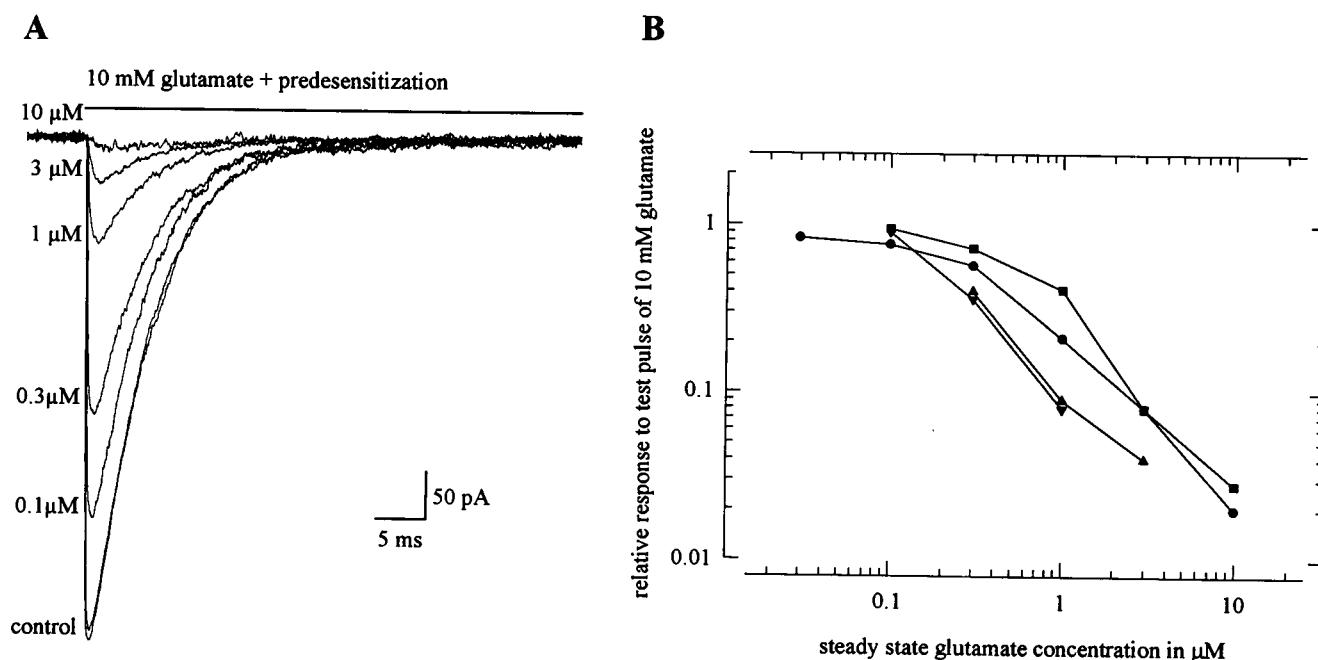 A
10 mM glutamate + predesensitization
10 μM
3 μM
1 μM
0.3μM
0.1μM
control
50 pA
5 ms
B
relative response to test pulse of 10 mM glutamate
1
0.1
0.01
0.1
1
10
steady state glutamate concentration in μM